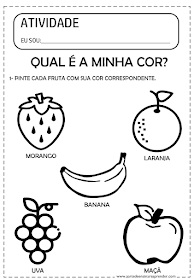 ATIVIDADE
EU SOU:
QUAL É A MINHA COR?
1- PINTE CADA FRUTA COM SUA COR CORRESPONDENTE.
MORANGO
LARANJA
BANANA
UVA
MAÇÃ